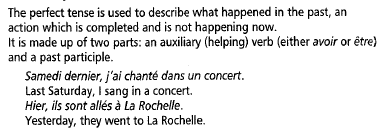 The perfect tense is used to describe what happened in the past, an
action which is completed and is not happening now.
It is made up of two parts: an auxiliary (helping) verb (either avoir or être)
and a past participle.
Samedi dernier, j'ai chanté dans un concert.
Last Saturday, I sang in a concert.
Hier, ils sont allés à La Rochelle.
Yesterday, they went to La Rochelle.